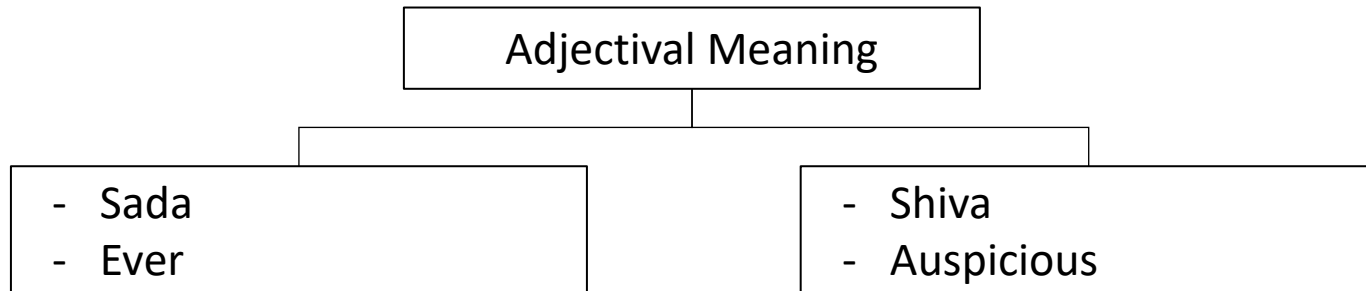 Adjectival Meaning
- Sada
- Ever
- Shiva
- Auspicious